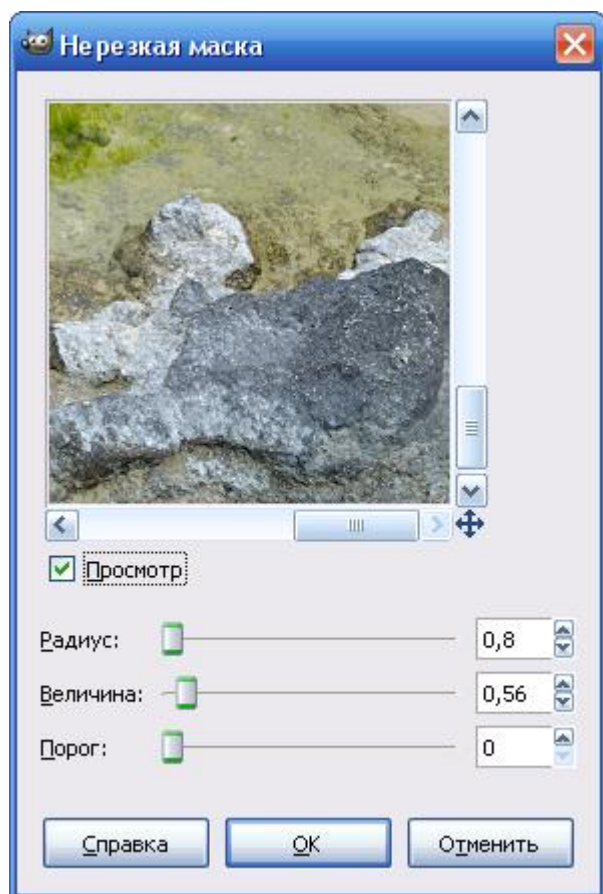 Нерезкая маска
Просмотр
Радиус: 0,8
Величина: 0,56
Порог: 0
Справка OK Отменить